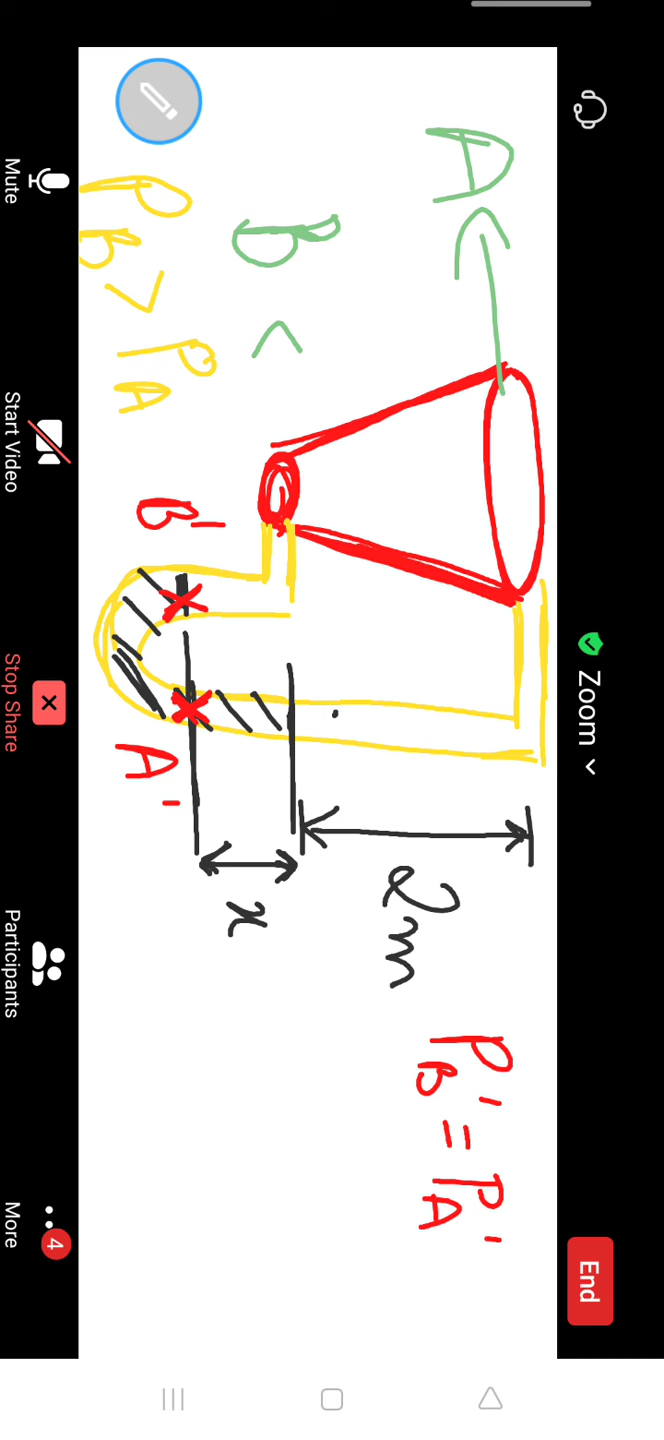 Zoom
End
A
2m
P'B = P'A
B
x
B'
A'
PB > PA
Mute
Start Video
Stop Share
Participants
More
4